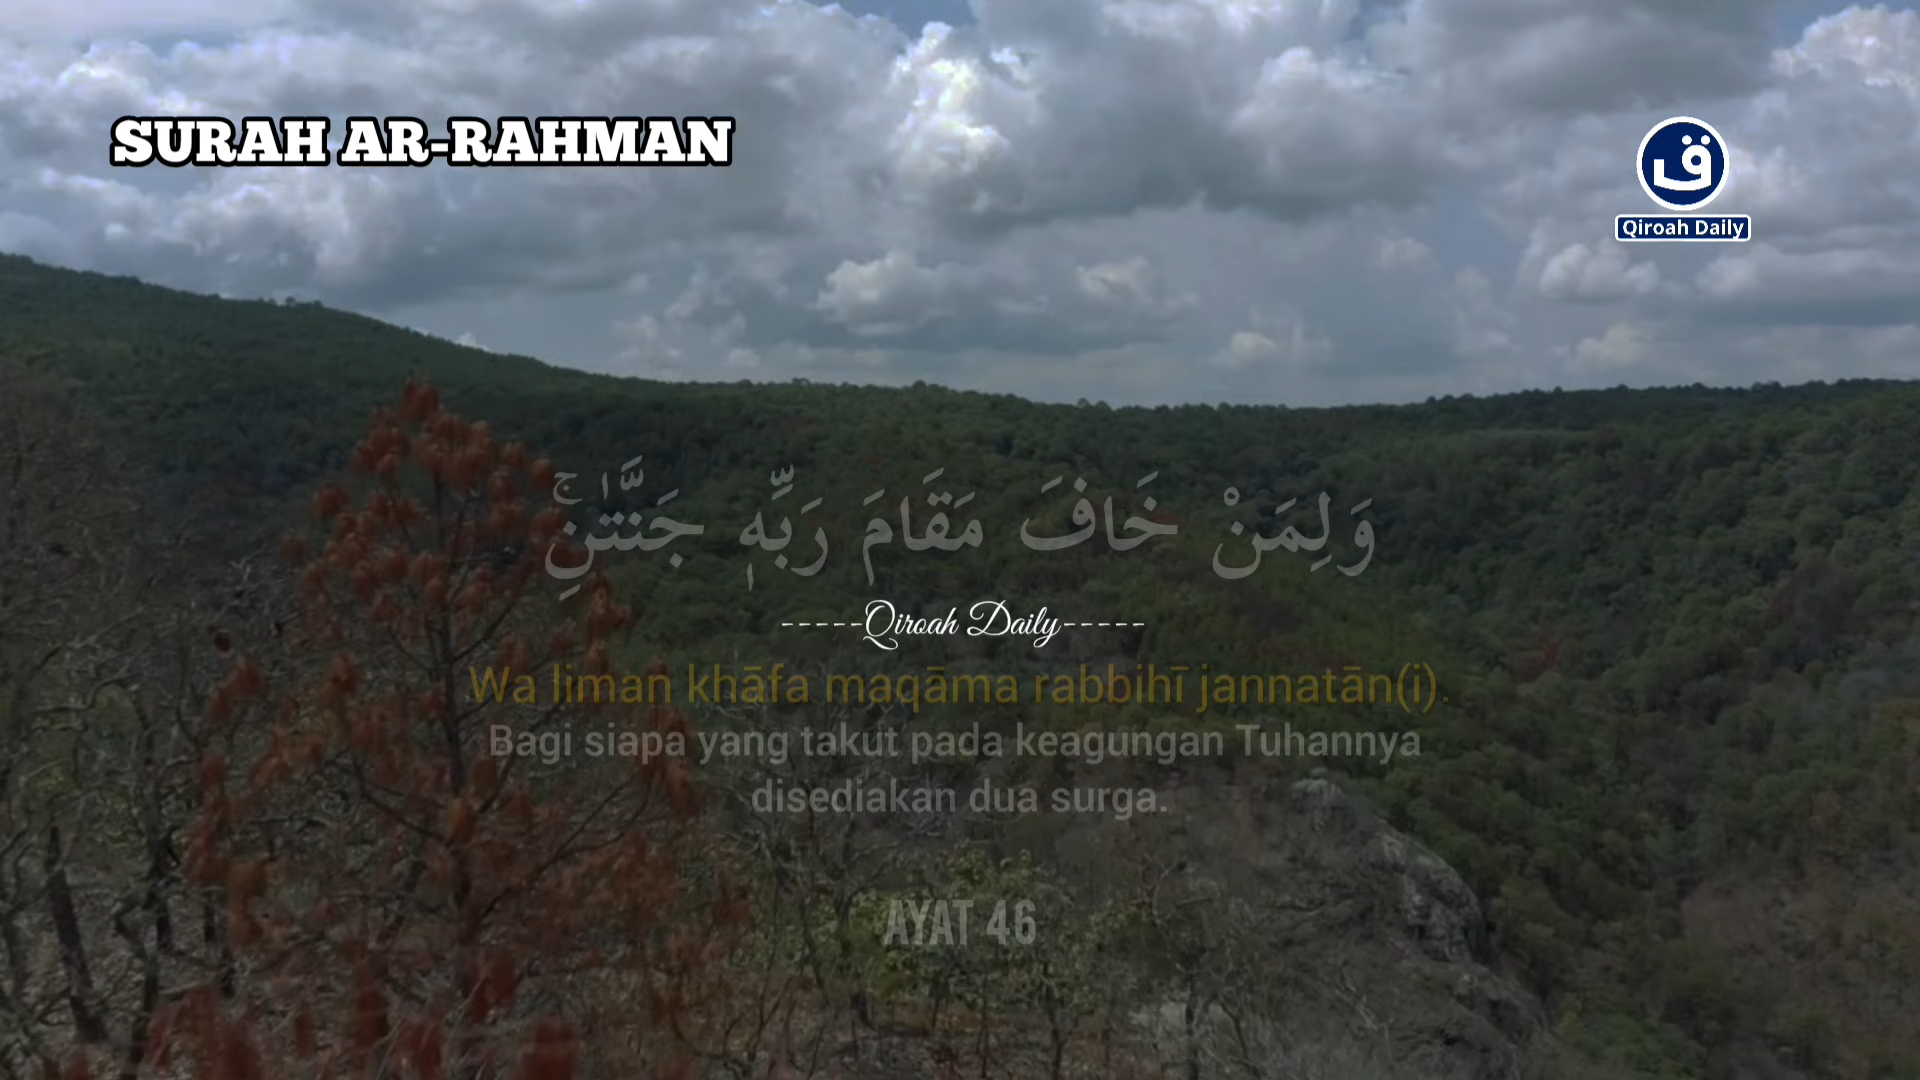 SURAH AR-RAHMAN
ق
Qiroah Daily
وَلِمَنْ خَافَ مَقَامَ رَبِّهٖ جَنَّتٰنِۚ
-----Qiroah Daily-----
Wa liman khāfa maqāma rabbihī jannatān(i).
Bagi siapa yang takut pada keagungan Tuhannya
disediakan dua surga.
AYAT 46